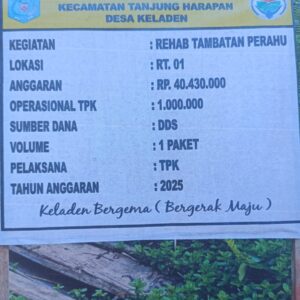 KECAMATAN TANJUNG HARAPAN
DESA KELADEN
KEGIATAN : REHAB TAMBATAN PERAHU
LOKASI : RT. 01
ANGGARAN : RP. 40.430.000
OPERASIONAL TPK : 1.000.000
SUMBER DANA : DDS
VOLUME : 1 PAKET
PELAKSANA : TPK
TAHUN ANGGARAN : 2025
Keladen Bergema ( Bergerak Maju )